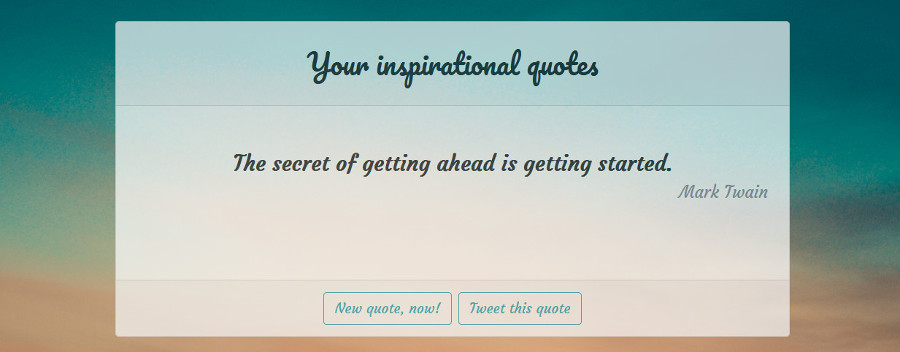 Your inspirational quotes
The secret of getting ahead is getting started.
Mark Twain
New quote, now!
Tweet this quote